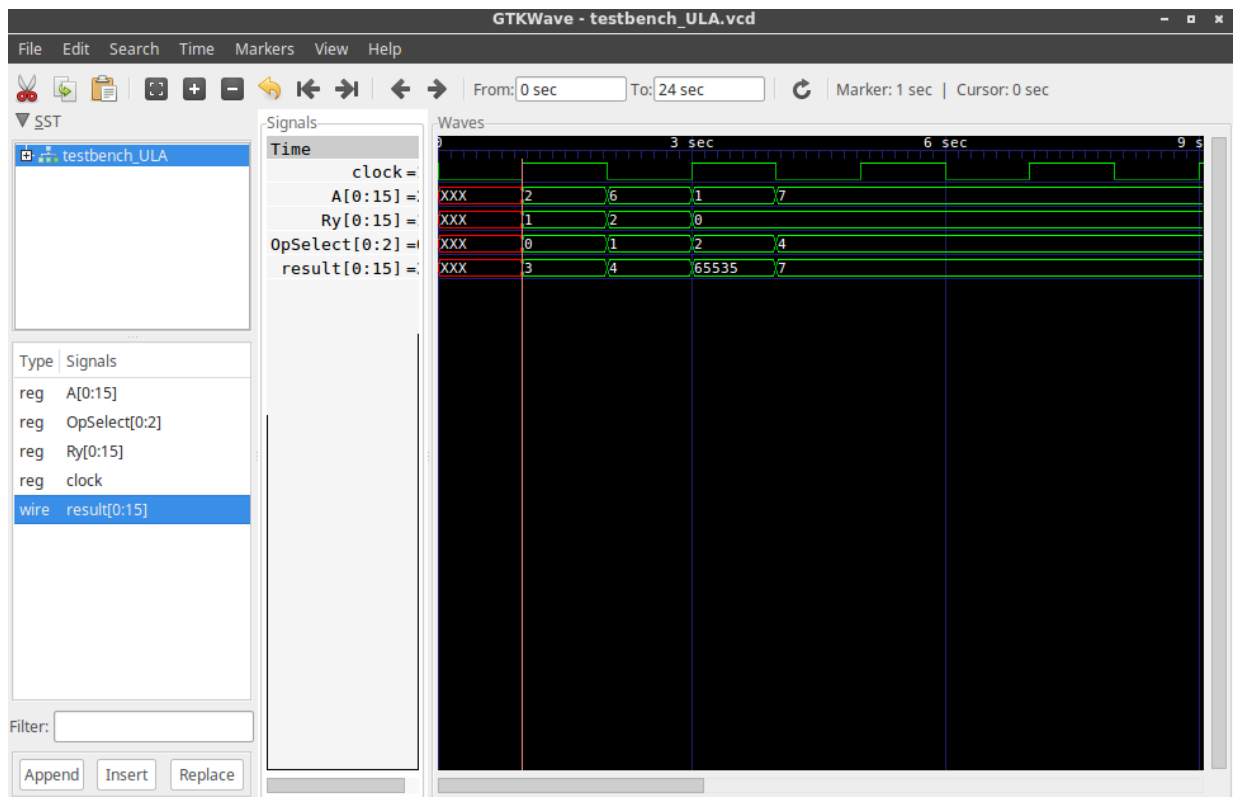 GTKWave - testbench_ULA.vcd
File Edit Search Time Markers View Help
From: 0 sec To: 24 sec Marker: 1 sec | Cursor: 0 sec
SST
testbench_ULA
Type Signals
reg A[0:15]
reg OpSelect[0:2]
reg Ry[0:15]
reg clock
wire result[0:15]
Filter:
Append Insert Replace
Signals
Time
clock =
A[0:15] =
Ry[0:15] =
OpSelect[0:2] =
result[0:15] =
Waves
0 3 sec 6 sec 9 s
XXX 2 6 1 7
XXX 1 2 0
XXX 0 1 2 4
XXX 3 4 65535 7